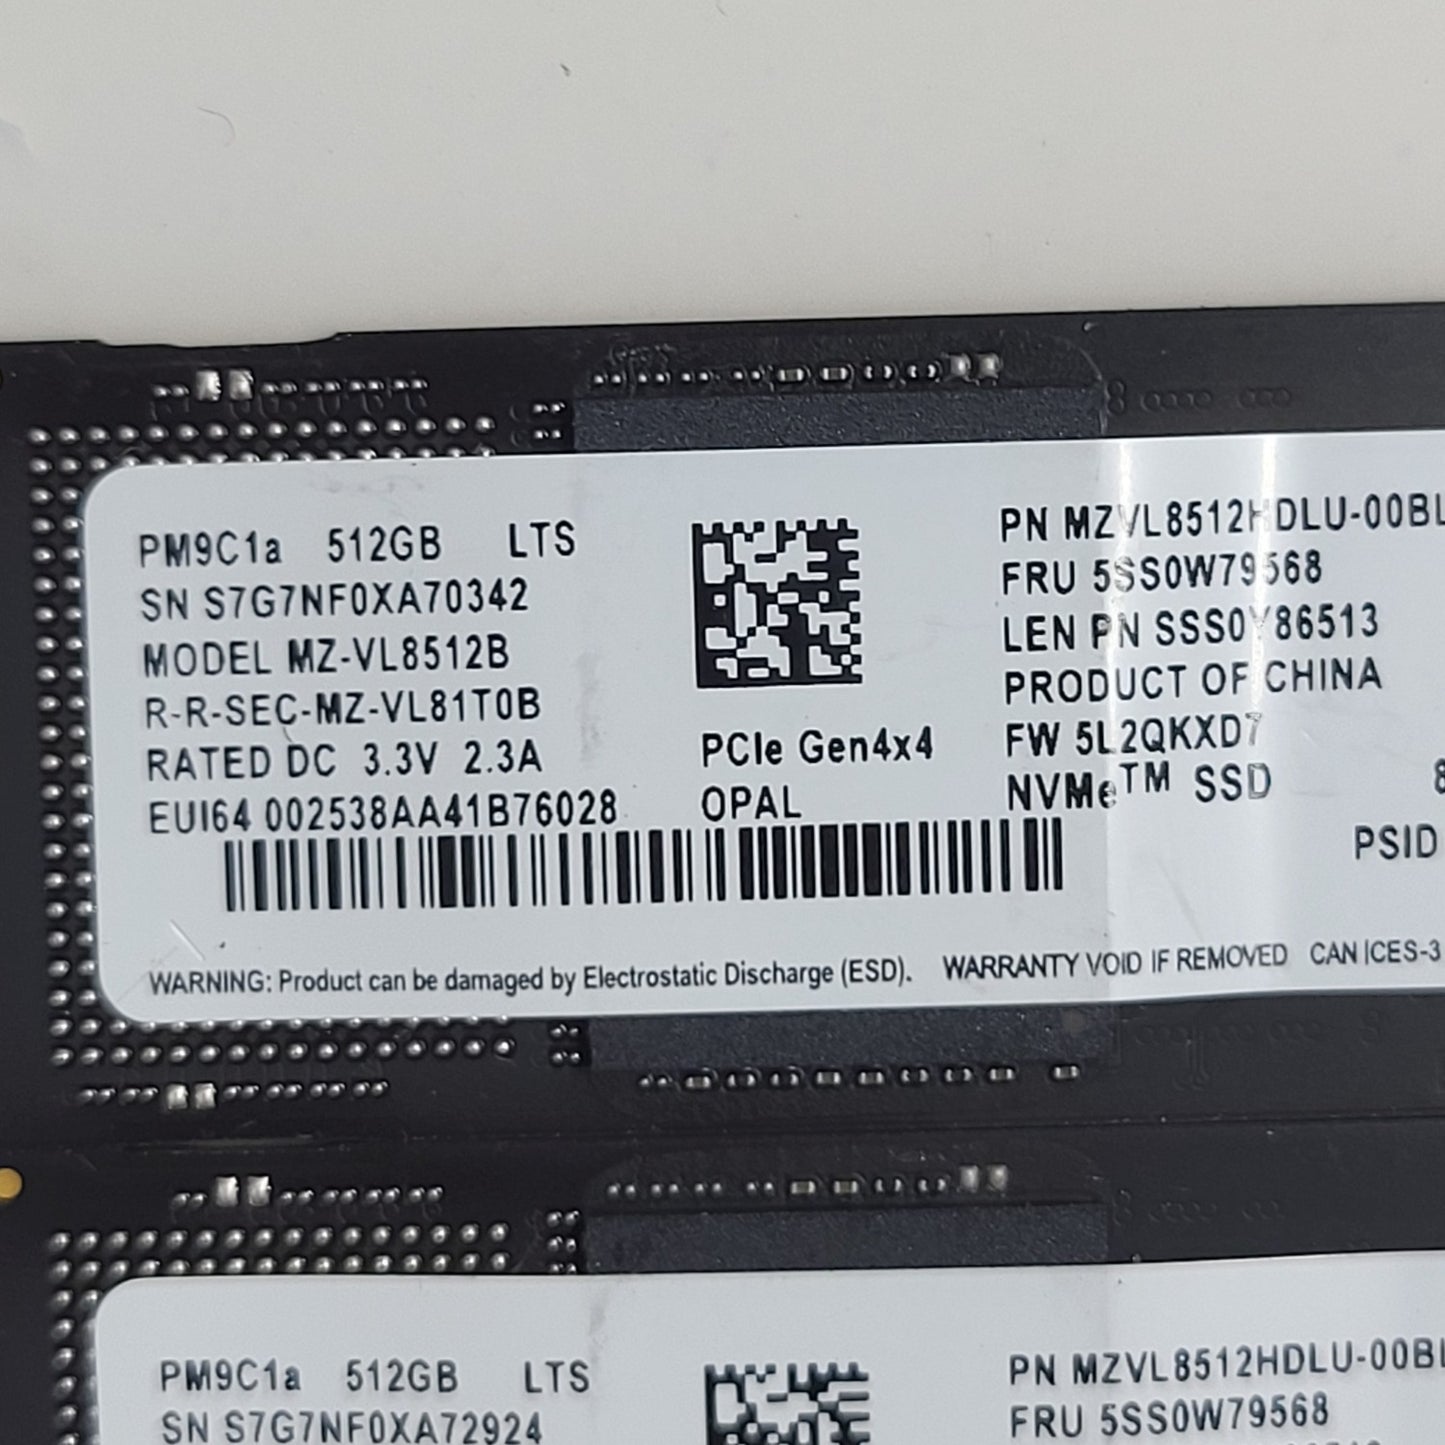 PM9C1a 512GB LTS
SN S7G7NF0XA70342
MODEL MZ-VL8512B
R-R-SEC-MZ-VL81T0B
RATED DC 3.3V 2.3A
EUI64 002538AA41B76028
PCIe Gen4x4
OPAL
PN MZVL8512HDLU-00BL
FRU 5SS0W79568
LEN PN SSS0Y86513
PRODUCT OF CHINA
FW 5L2QKXD7
NVMe™ SSD
8
PSID
WARNING: Product can be damaged by Electrostatic Discharge (ESD). WARRANTY VOID IF REMOVED CAN ICES-3
PM9C1a 512GB LTS
SN S7G7NF0XA72924
PN MZVL8512HDLU-00BL
FRU 5SS0W79568